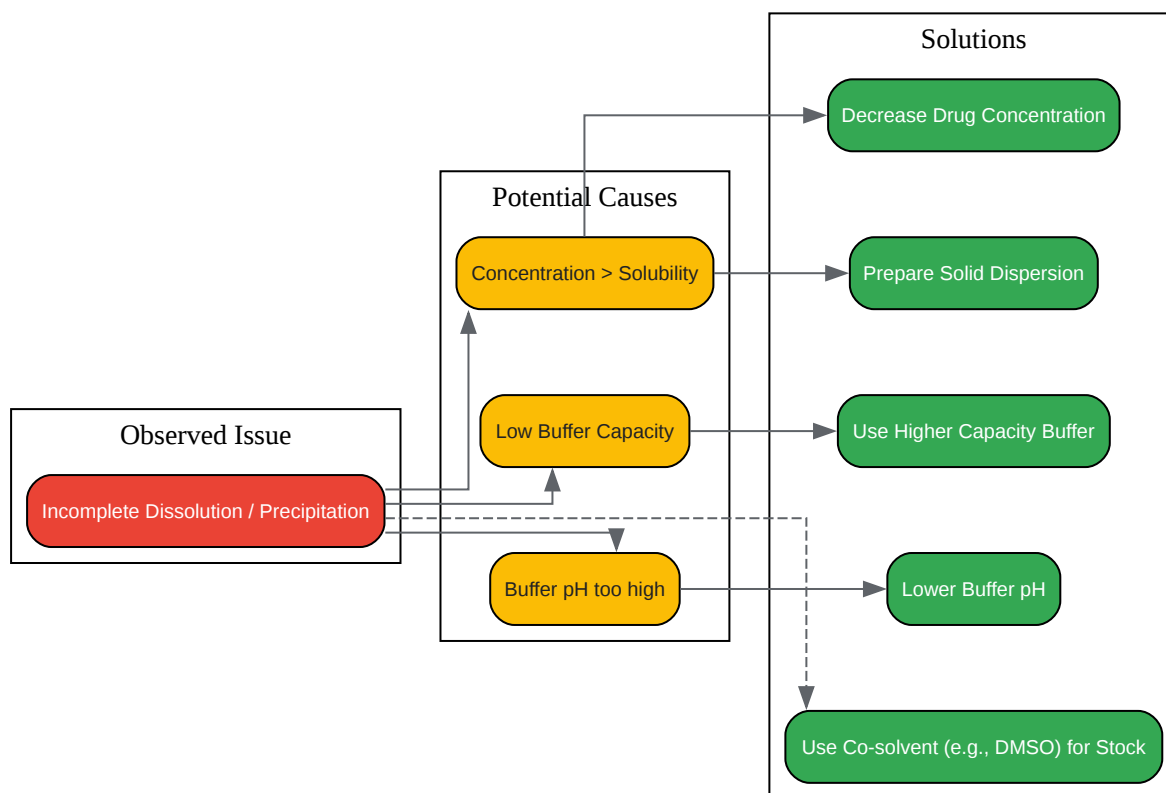 Observed Issue
Incomplete Dissolution / Precipitation
Potential Causes
Concentration > Solubility
Low Buffer Capacity
Buffer pH too high
Solutions
Decrease Drug Concentration
Prepare Solid Dispersion
Use Higher Capacity Buffer
Lower Buffer pH
Use Co-solvent (e.g., DMSO) for Stock